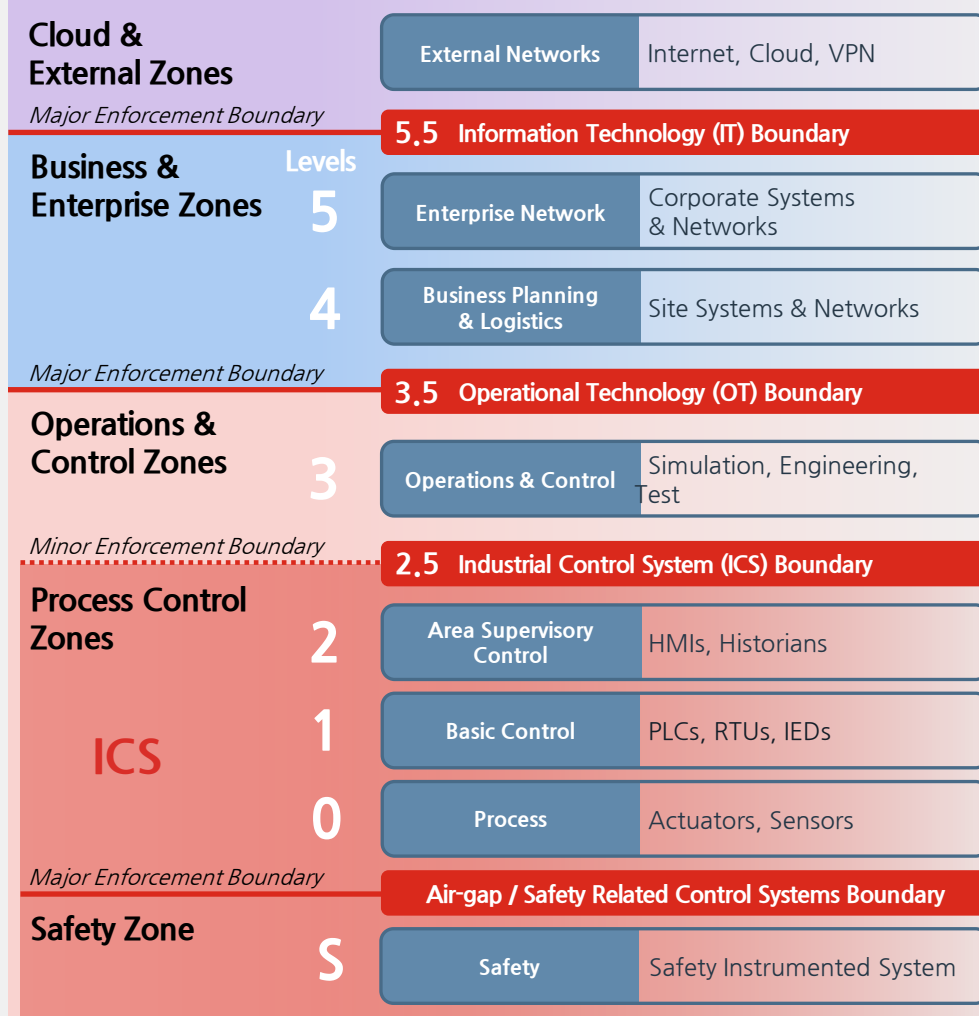 Cloud &
External Zones
External Networks
Internet, Cloud, VPN
Major Enforcement Boundary
5.5 Information Technology (IT) Boundary
Business &
Enterprise Zones
Levels
5
Enterprise Network
Corporate Systems
& Networks
4
Business Planning
& Logistics
Site Systems & Networks
Major Enforcement Boundary
3.5 Operational Technology (OT) Boundary
Operations &
Control Zones
3
Operations & Control
Simulation, Engineering,
Test
Minor Enforcement Boundary
2.5 Industrial Control System (ICS) Boundary
Process Control
Zones
2
Area Supervisory
Control
HMIs, Historians
ICS
1
Basic Control
PLCs, RTUs, IEDs
0
Process
Actuators, Sensors
Major Enforcement Boundary
Air-gap / Safety Related Control Systems Boundary
Safety Zone
S
Safety
Safety Instrumented System